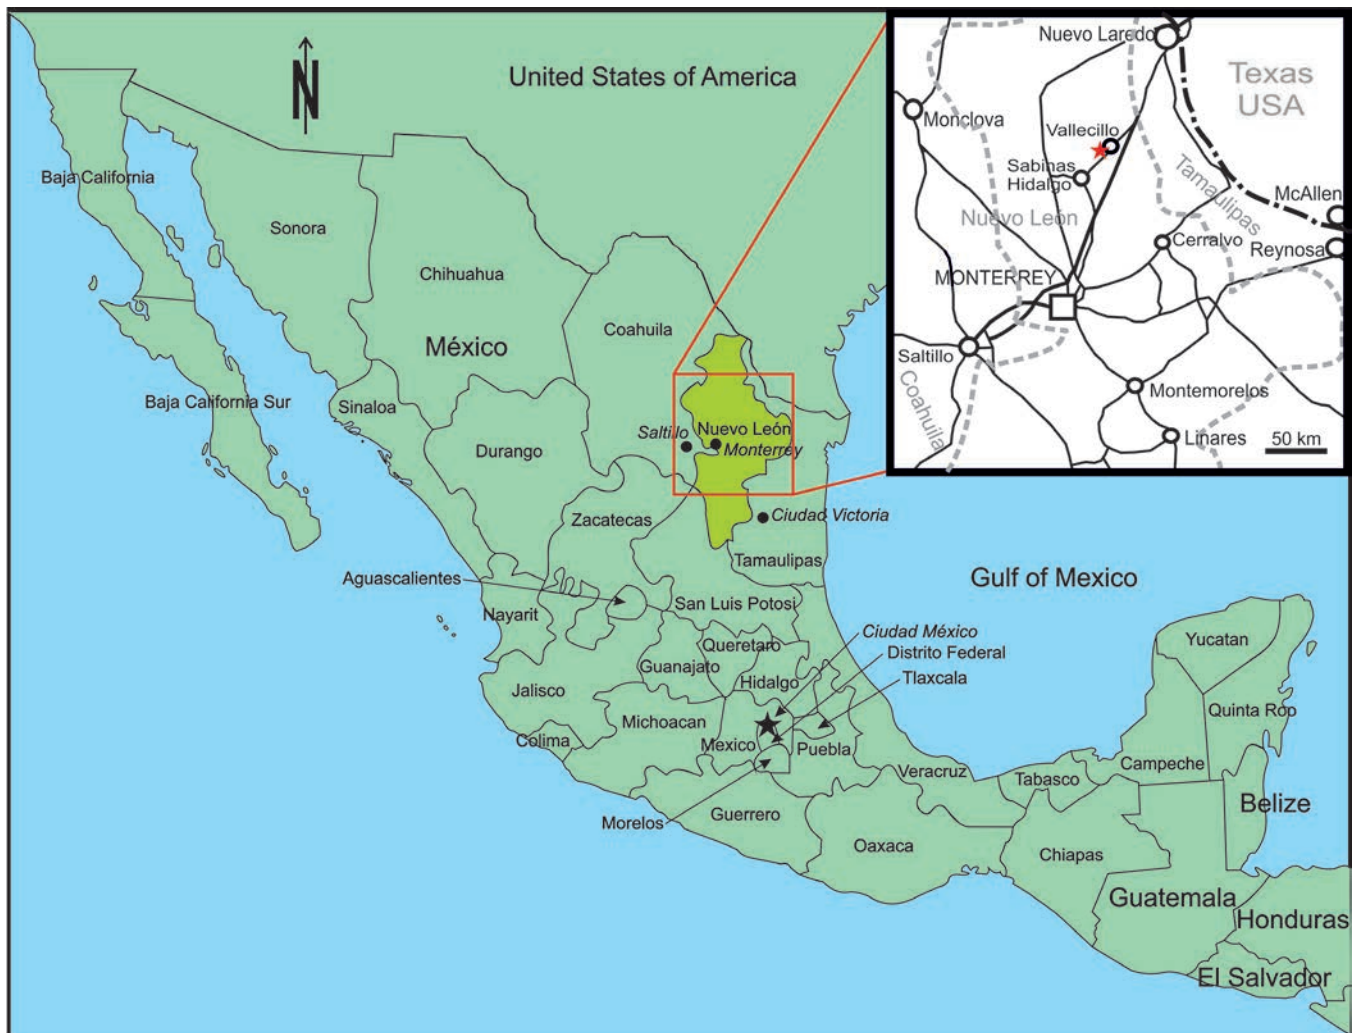 N
United States of America
Baja California
Sonora
Chihuahua
Coahuila
México
Baja California Sur
Sinaloa
Durango
Saltillo
Nuevo León
Monterrey
Zacatecas
Ciudad Victoria
Tamaulipas
Aguascalientes
Nayarit
San Luis Potosi
Gulf of Mexico
Ciudad México
Distrito Federal
Tlaxcala
Queretaro
Guanajato
Hidalgo
Jalisco
Michoacan
Colima
Mexico
Puebla
Morelos
Guerrero
Veracruz
Oaxaca
Tabasco
Chiapas
Campeche
Yucatan
Quinta Roo
Belize
Guatemala
Honduras
El Salvador
Nuevo Laredo
Texas
USA
Monclova
Vallecillo
Sabinas
Hidalgo
Tamaulipas
McAllen
Nuevo León
Cerralvo
Reynosa
MONTERREY
Saltillo
Coahuila
Montemorelos
Linares
50 km